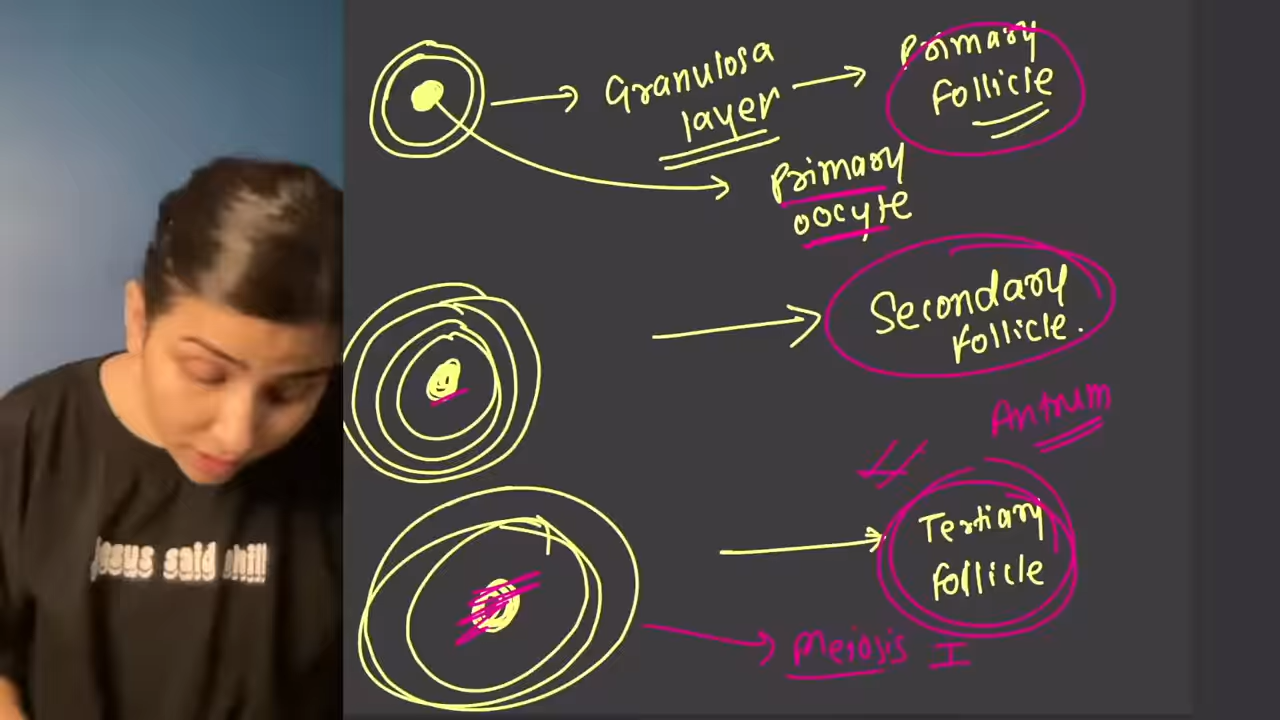 Granulosa
layer
Primary
follicle
Primary
oocyte
Secondary
follicle.
Antrum
Tertiary
follicle
Meiosis I
Jesus said chill